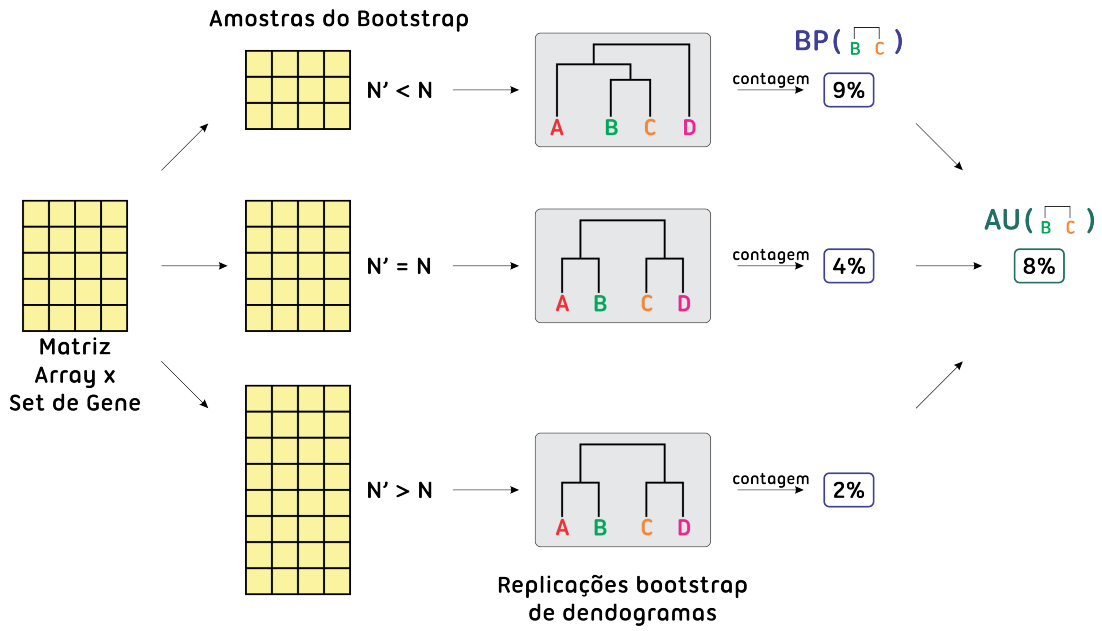 Amostras do Bootstrap
BP( B C )
N' < N
A B C D
contagem
9%
AU( B C )
N' = N
A B C D
contagem
4%
8%
Matriz
Array x
Set de Gene
N' > N
A B C D
contagem
2%
Replicações bootstrap
de dendogramas